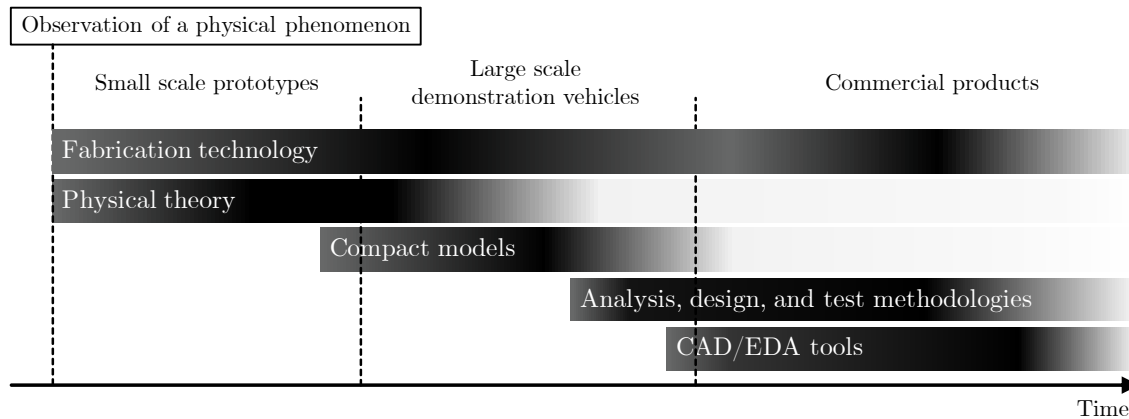 Observation of a physical phenomenon
Small scale prototypes
Large scale
demonstration vehicles
Commercial products
Fabrication technology
Physical theory
Compact models
Analysis, design, and test methodologies
CAD/EDA tools
Time